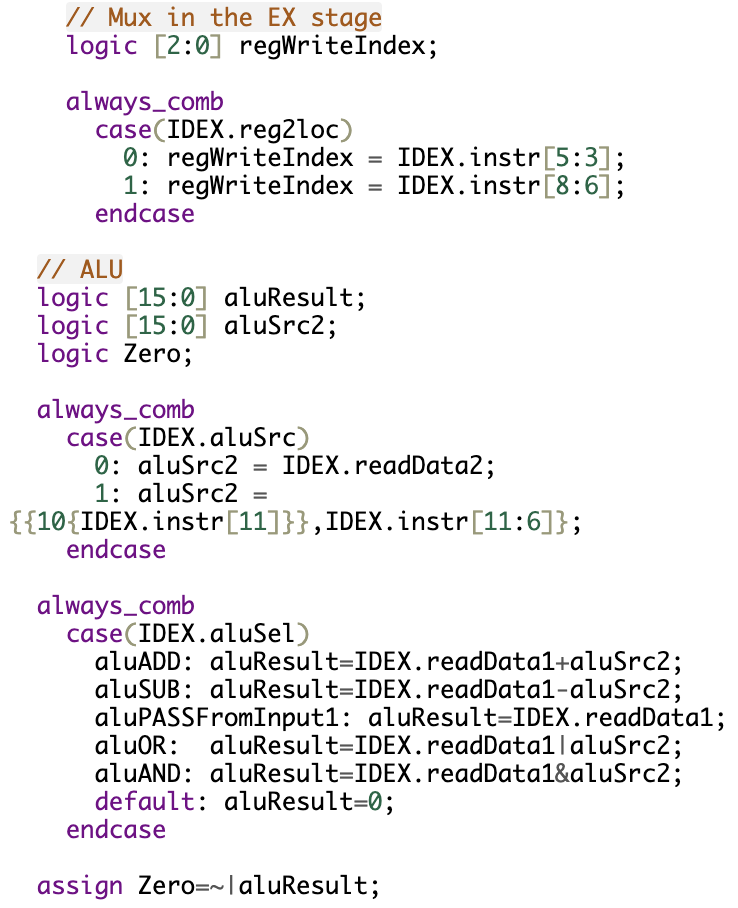 // Mux in the EX stage
logic [2:0] regWriteIndex;
always_comb
case(IDEX.reg2loc)
0: regWriteIndex = IDEX.instr[5:3];
1: regWriteIndex = IDEX.instr[8:6];
endcase
// ALU
logic [15:0] aluResult;
logic [15:0] aluSrc2;
logic Zero;
always_comb
case(IDEX.aluSrc)
0: aluSrc2 = IDEX.readData2;
1: aluSrc2 =
{{10{IDEX.instr[11]}},IDEX.instr[11:6]};
endcase
always_comb
case(IDEX.aluSel)
aluADD: aluResult=IDEX.readData1+aluSrc2;
aluSUB: aluResult=IDEX.readData1-aluSrc2;
aluPASSFromInput1: aluResult=IDEX.readData1;
aluOR:  aluResult=IDEX.readData1|aluSrc2;
aluAND: aluResult=IDEX.readData1&aluSrc2;
default: aluResult=0;
endcase
assign Zero=~|aluResult;